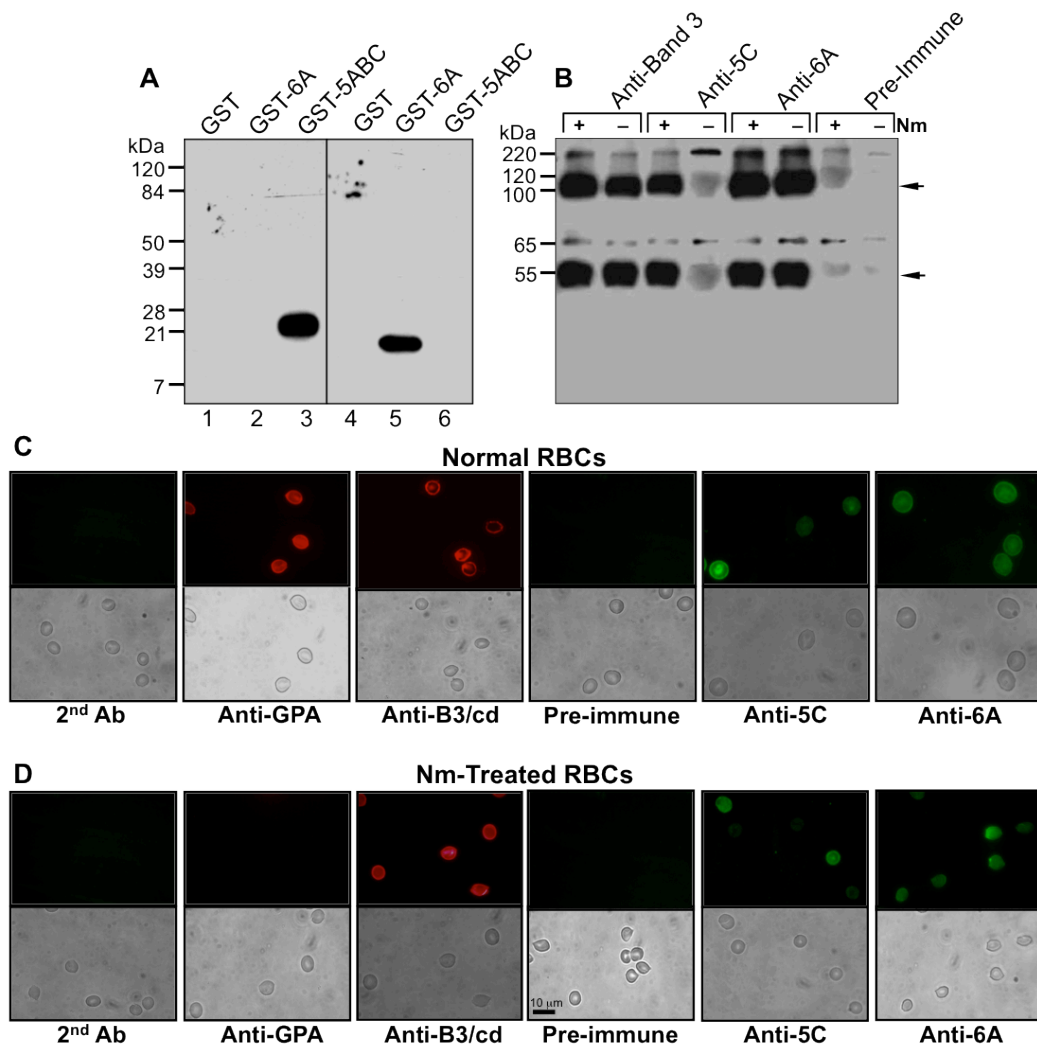 A
GST
GST-6A
GST-5ABC
GST
GST-6A
GST-5ABC
kDa
120
84
50
39
28
21
7
1 2 3 4 5 6
B
Anti-Band 3
Anti-5C
Anti-6A
Pre-Immune
+ – + – + – + – Nm
kDa
220
120
100
65
55
C
Normal RBCs
2nd Ab Anti-GPA Anti-B3/cd Pre-immune Anti-5C Anti-6A
D
Nm-Treated RBCs
10 µm
2nd Ab Anti-GPA Anti-B3/cd Pre-immune Anti-5C Anti-6A